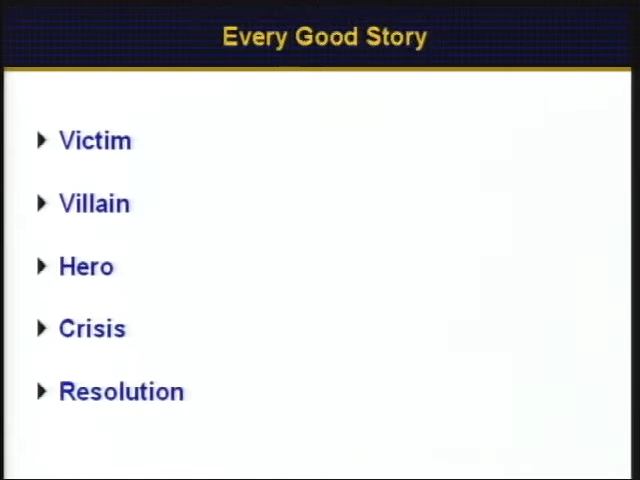 Every Good Story
Victim
Villain
Hero
Crisis
Resolution